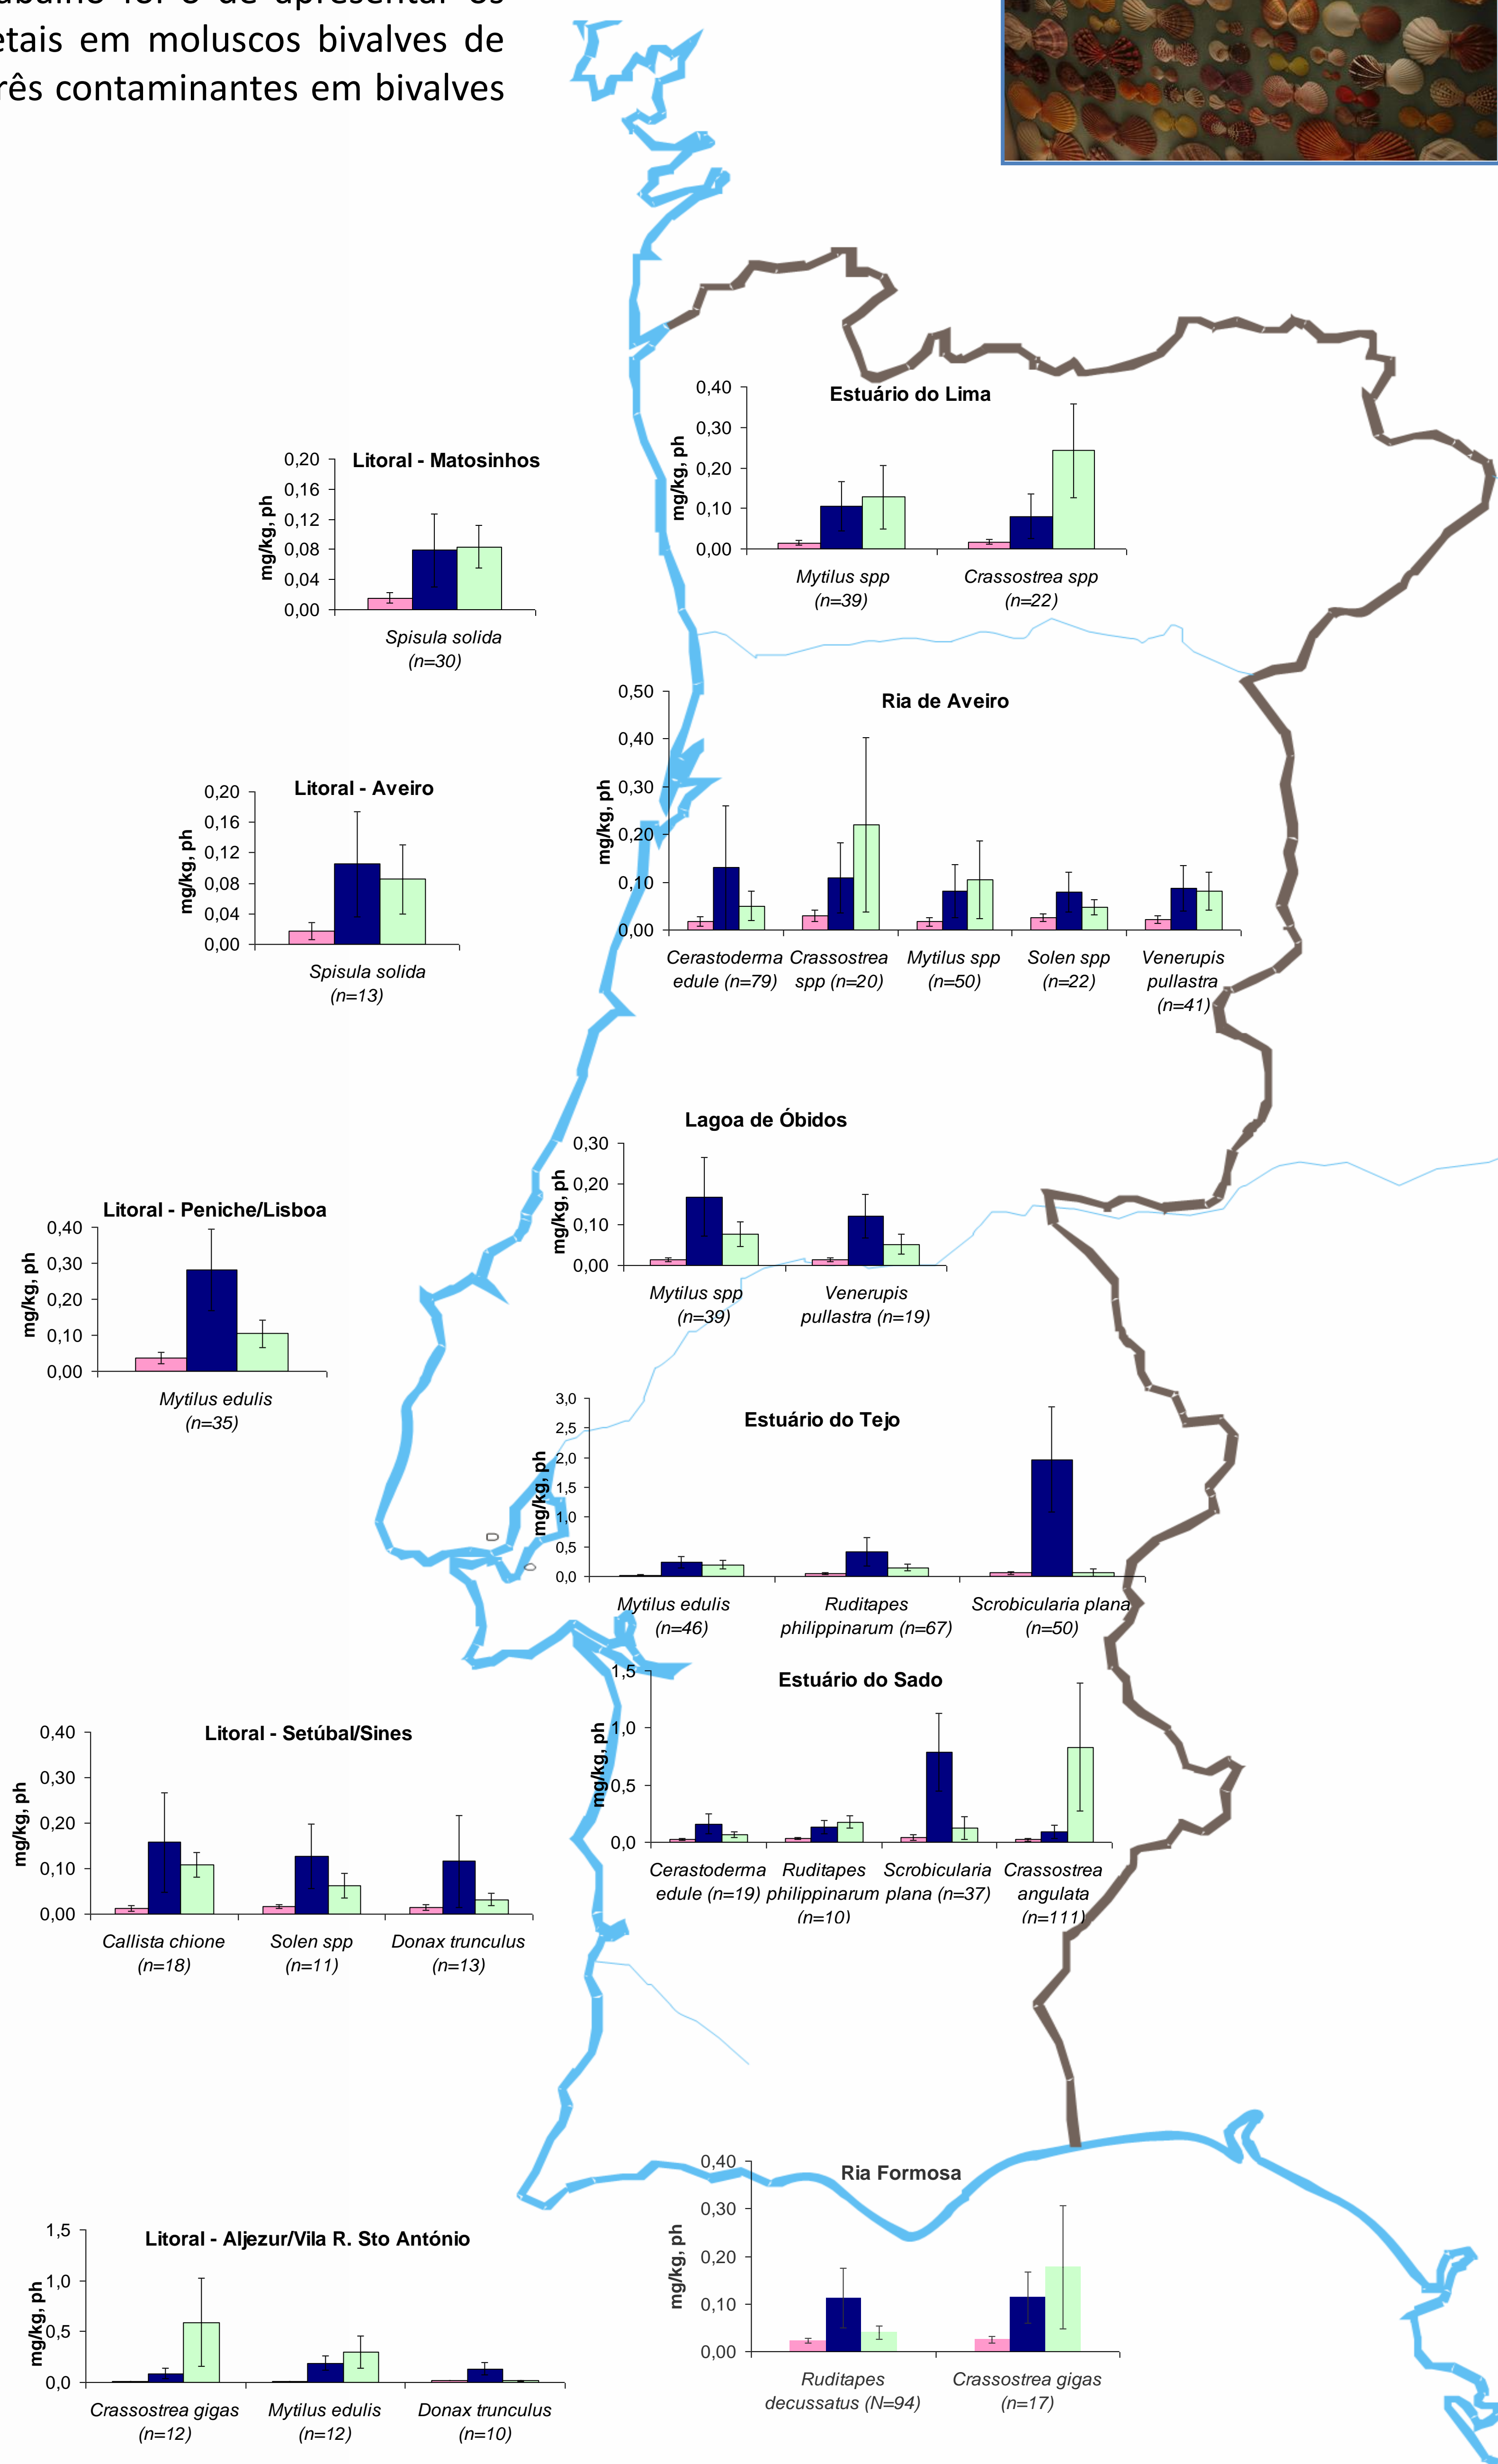 abalho foi o de apresentar os
etais em moluscos bivalves de
rês contaminantes em bivalves
Estuário do Lima
mg/kg, ph
0,40
0,30
0,20
0,10
0,00
Mytilus spp
(n=39)
Crassostrea spp
(n=22)
Litoral - Matosinhos
mg/kg, ph
0,20
0,16
0,12
0,08
0,04
0,00
Spisula solida
(n=30)
Ria de Aveiro
mg/kg, ph
0,50
0,40
0,30
0,20
0,10
0,00
Cerastoderma
edule (n=79)
Crassostrea
spp (n=20)
Mytilus spp
(n=50)
Solen spp
(n=22)
Venerupis
pullastra
(n=41)
Litoral - Aveiro
mg/kg, ph
0,20
0,16
0,12
0,08
0,04
0,00
Spisula solida
(n=13)
Lagoa de Óbidos
mg/kg, ph
0,30
0,20
0,10
0,00
Mytilus spp
(n=39)
Venerupis
pullastra (n=19)
Litoral - Peniche/Lisboa
mg/kg, ph
0,40
0,30
0,20
0,10
0,00
Mytilus edulis
(n=35)
Estuário do Tejo
mg/kg, ph
3,0
2,5
2,0
1,5
1,0
0,5
0,0
Mytilus edulis
(n=46)
Ruditapes
philippinarum (n=67)
Scrobicularia plana
(n=50)
Estuário do Sado
mg/kg, ph
1,5
1,0
0,5
0,0
Cerastoderma
edule (n=19)
Ruditapes
philippinarum
(n=10)
Scrobicularia
plana (n=37)
Crassostrea
angulata
(n=111)
Litoral - Setúbal/Sines
mg/kg, ph
0,40
0,30
0,20
0,10
0,00
Callista chione
(n=18)
Solen spp
(n=11)
Donax trunculus
(n=13)
Ria Formosa
mg/kg, ph
0,40
0,30
0,20
0,10
0,00
Ruditapes
decussatus (N=94)
Crassostrea gigas
(n=17)
Litoral - Aljezur/Vila R. Sto António
mg/kg, ph
1,5
1,0
0,5
0,0
Crassostrea gigas
(n=12)
Mytilus edulis
(n=12)
Donax trunculus
(n=10)